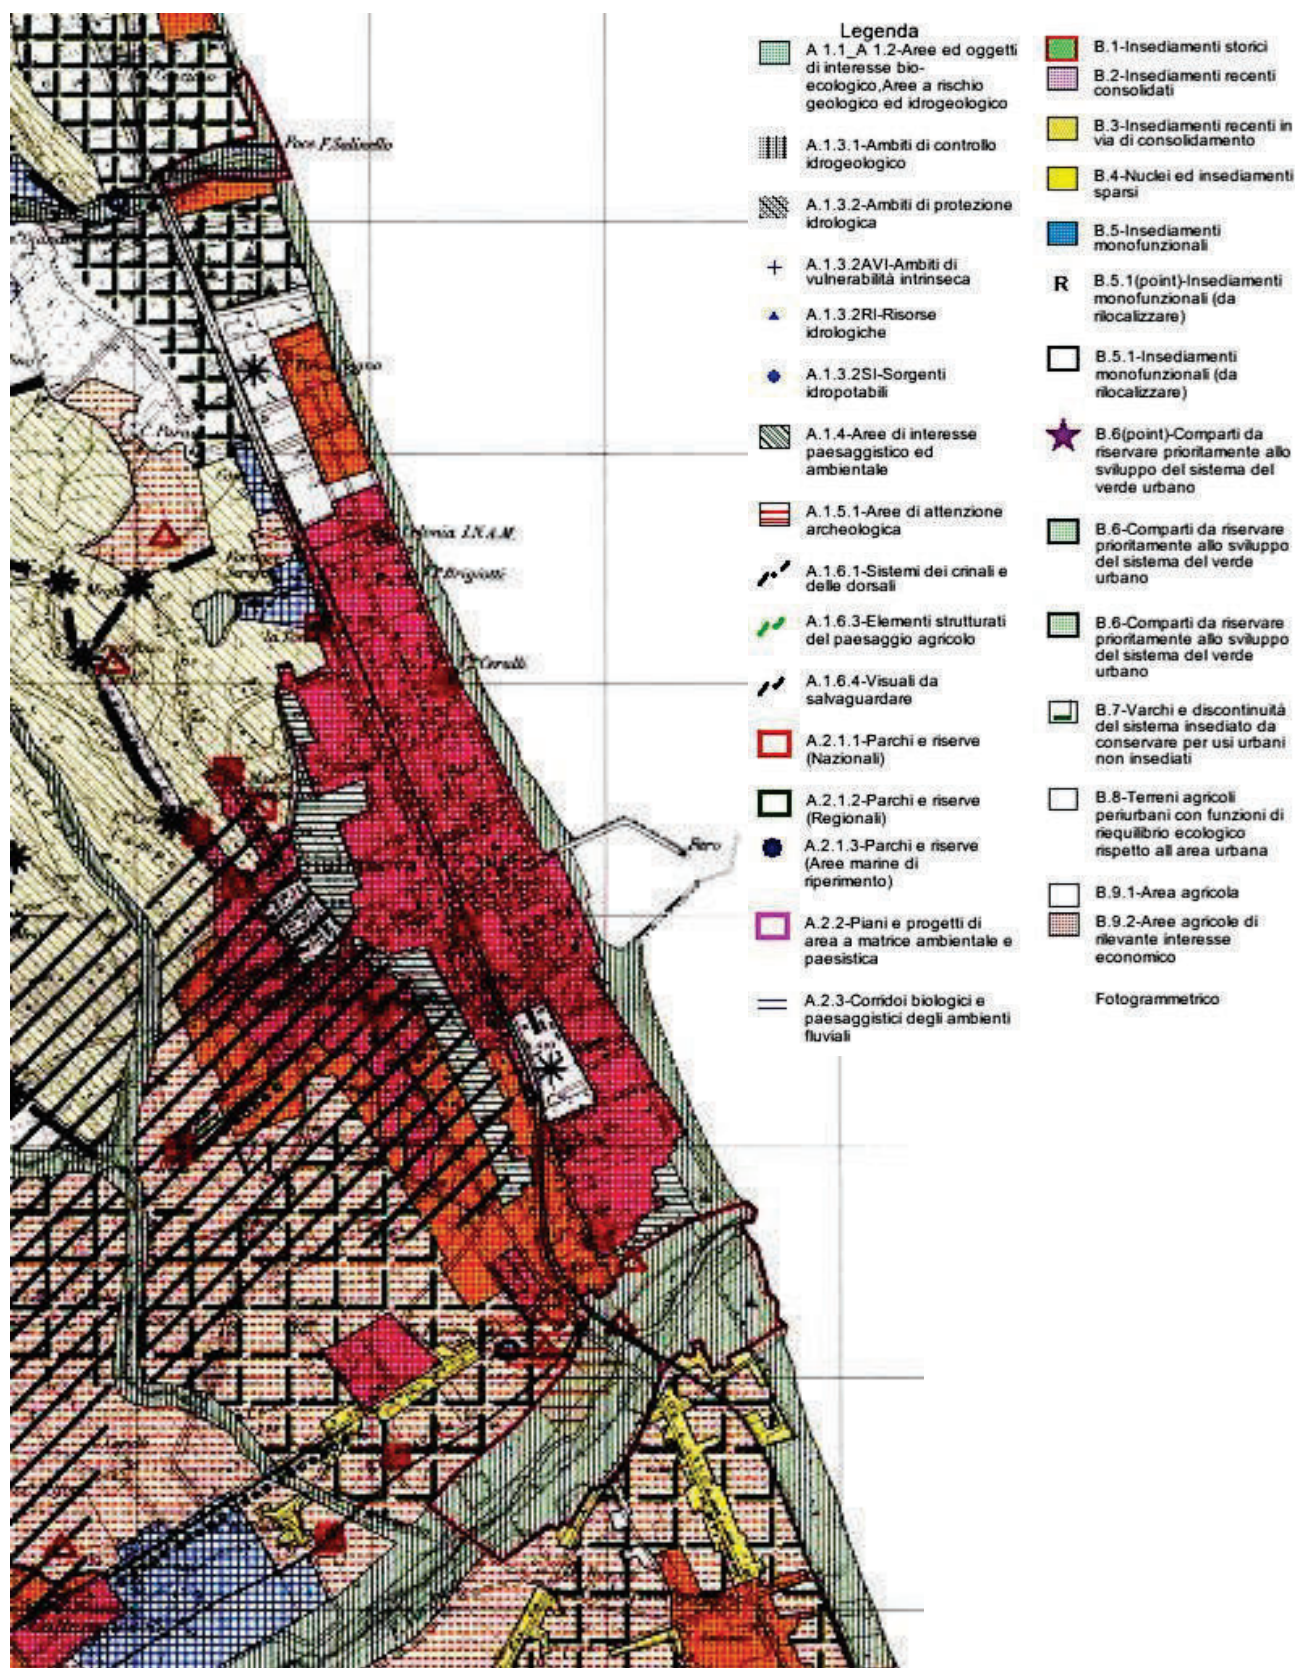 Legenda
A 1.1_A 1.2-Aree ed oggetti
di interesse bio-
ecologico,Aree a rischio
geologico ed idrogeologico
A.1.3.1-Ambiti di controllo
idrogeologico
A.1.3.2-Ambiti di protezione
idrologica
A.1.3.2AVI-Ambiti di
vulnerabilità intrinseca
A.1.3.2RI-Risorse
idrologiche
A.1.3.2SI-Sorgenti
idropotabili
A.1.4-Aree di interesse
paesaggistico ed
ambientale
A.1.5.1-Aree di attenzione
archeologica
A.1.6.1-Sistemi dei crinali e
delle dorsali
A.1.6.3-Elementi strutturati
del paesaggio agricolo
A.1.6.4-Visuali da
salvaguardare
A.2.1.1-Parchi e riserve
(Nazionali)
A.2.1.2-Parchi e riserve
(Regionali)
A.2.1.3-Parchi e riserve
(Aree marine di
riperimento)
A.2.2-Piani e progetti di
area a matrice ambientale e
paesistica
A.2.3-Corridoi biologici e
paesaggistici degli ambienti
fluviali
B.1-Insediamenti storici
B.2-Insediamenti recenti
consolidati
B.3-Insediamenti recenti in
via di consolidamento
B.4-Nuclei ed insediamenti
sparsi
B.5-Insediamenti
monofunzionali
R B.5.1(point)-Insediamenti
monofunzionali (da
rilocalizzare)
B.5.1-Insediamenti
monofunzionali (da
rilocalizzare)
B.6(point)-Comparti da
riservare prioritamente allo
sviluppo del sistema del
verde urbano
B.6-Comparti da riservare
prioritamente allo sviluppo
del sistema del verde
urbano
B.6-Comparti da riservare
prioritamente allo sviluppo
del sistema del verde
urbano
B.7-Varchi e discontinuità
del sistema insediato da
conservare per usi urbani
non insediati
B.8-Terreni agricoli
periurbani con funzioni di
riequilibrio ecologico
rispetto all area urbana
B.9.1-Area agricola
B.9.2-Aree agricole di
rilevante interesse
economico
Fotogrammetrico
Foce F. Salinello
Colonia I.N.A.M.
Brigiotti
Cerulli
Faro